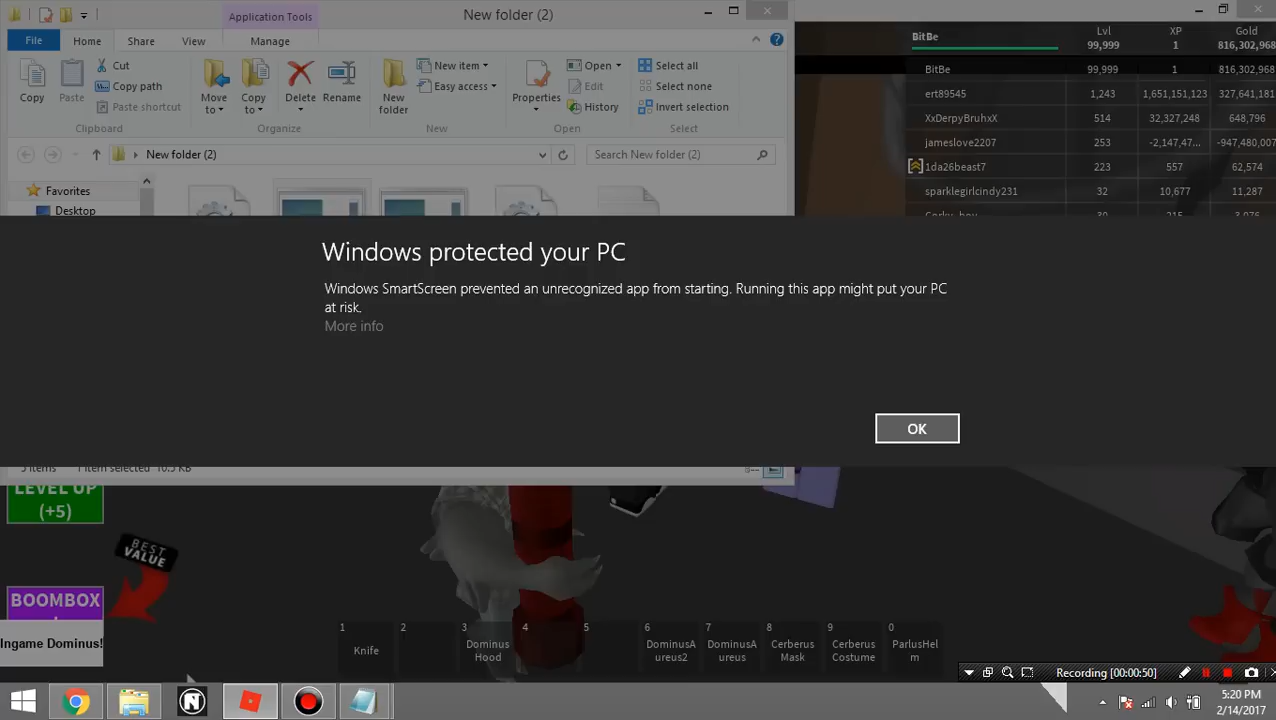 Application Tools
New folder (2)
File
Home
Share
View
Manage
Copy
Paste
Cut
Copy path
Paste shortcut
Clipboard
Move to
Copy to
Delete
Rename
Organize
New folder
New item
Easy access
New
Properties
Open
Edit
History
Open
Select all
Select none
Invert selection
Select
New folder (2)
Search New folder (2)
Favorites
Desktop
BitBe
Lvl
99,999
XP
1
Gold
816,302,968
BitBe 99,999 1 816,302,968
ert89545 1,243 1,651,151,123 327,641,181
XxDerpyBruhxX 514 32,327,248 648,796
jameslove2207 253 -2,147,47... -947,480,007
1da26beast7 223 557 62,574
sparklegirlcindy231 32 10,677 11,287
Windows protected your PC
Windows SmartScreen prevented an unrecognized app from starting. Running this app might put your PC
at risk.
More info
OK
1 item selected 10.5 KB
LEVEL UP
(+5)
BEST
VALUE
BOOMBOX
Ingame Dominus!
1
Knife
2
3
Dominus
Hood
4
5
6
DominusA
ureus2
7
DominusA
ureus
8
Cerberus
Mask
9
Cerberus
Costume
0
ParlusHel
m
Recording [00:00:50]
5:20 PM
2/14/2017